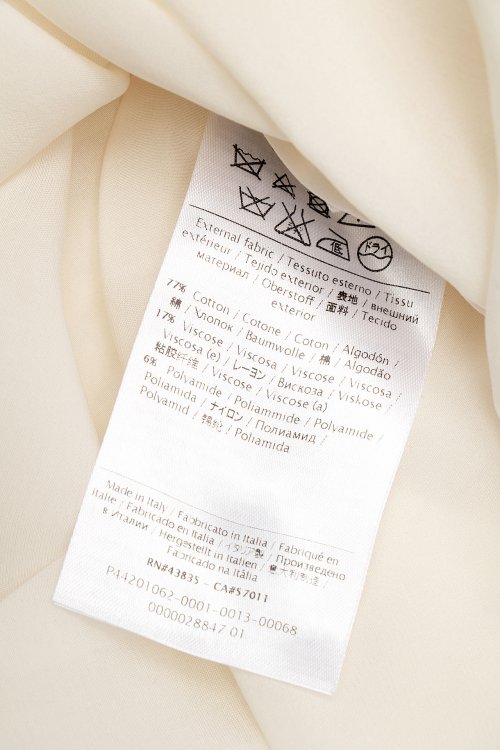 低 ドライ
External fabric / Tessuto esterno / Tissu
extérieur / Tejido exterior / 表地 / внешний
материал / Oberstoff / 面料 / Tecido
exterior
77% Cotton / Cotone / Coton / Algodón /
綿 / Хлопок / Baumwolle / 棉 / Algodão
17% Viscose / Viscosa / Viscose / Viscosa /
Viscosa (e) / レーヨン / Вискоза / Viskose /
粘胶纤维 / Viscose / Viscose (a)
6% Polyamide / Poliammide / Polyamide /
Poliamida / ナイロン / Полиамид /
Polyamid / 锦纶 / Poliamida
Made in Italy / Fabbricato in Italia / Fabriqué en
Italie / Fabricado en Italia / イタリア製 / Произведено
в Италии / Hergestellt in Italien / 意大利制造 /
Fabricado na Itália
RN#43835 - CA#57011
P44201062-0001-0013-00068
0000028847 01